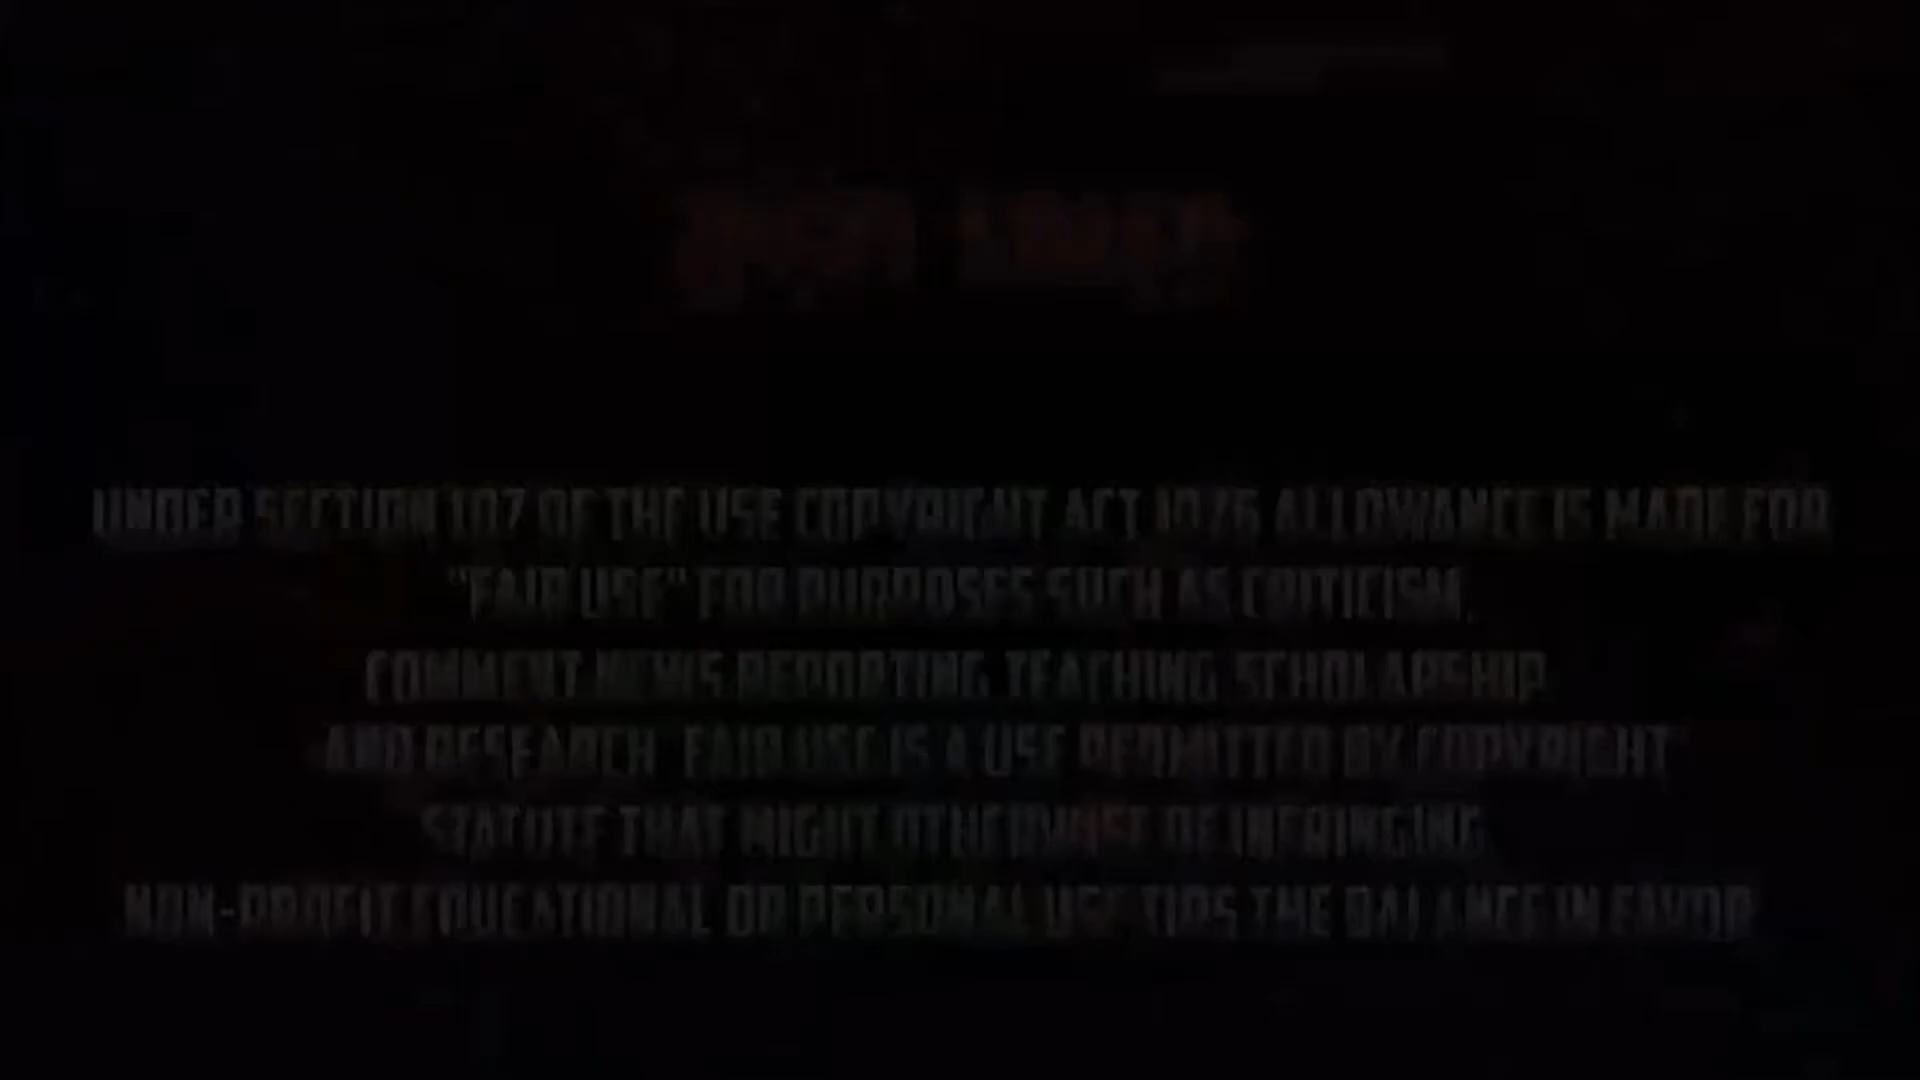 UNDER SECTION 107 OF THE USE COPYRIGHT ACT 1976 ALLOWANCE IS MADE FOR
"FAIR USE" FOR PURPOSES SUCH AS CRITICISM,
COMMENT NEWS REPORTING TEACHING SCHOLARSHIP
AND RESEARCH. FAIR USE IS A USE PERMITTED BY COPYRIGHT
STATUTE THAT MIGHT OTHERWISE BE INFRINGING
NON-PROFIT EDUCATIONAL OR PERSONAL USE TIPS THE BALANCE IN FAVOR